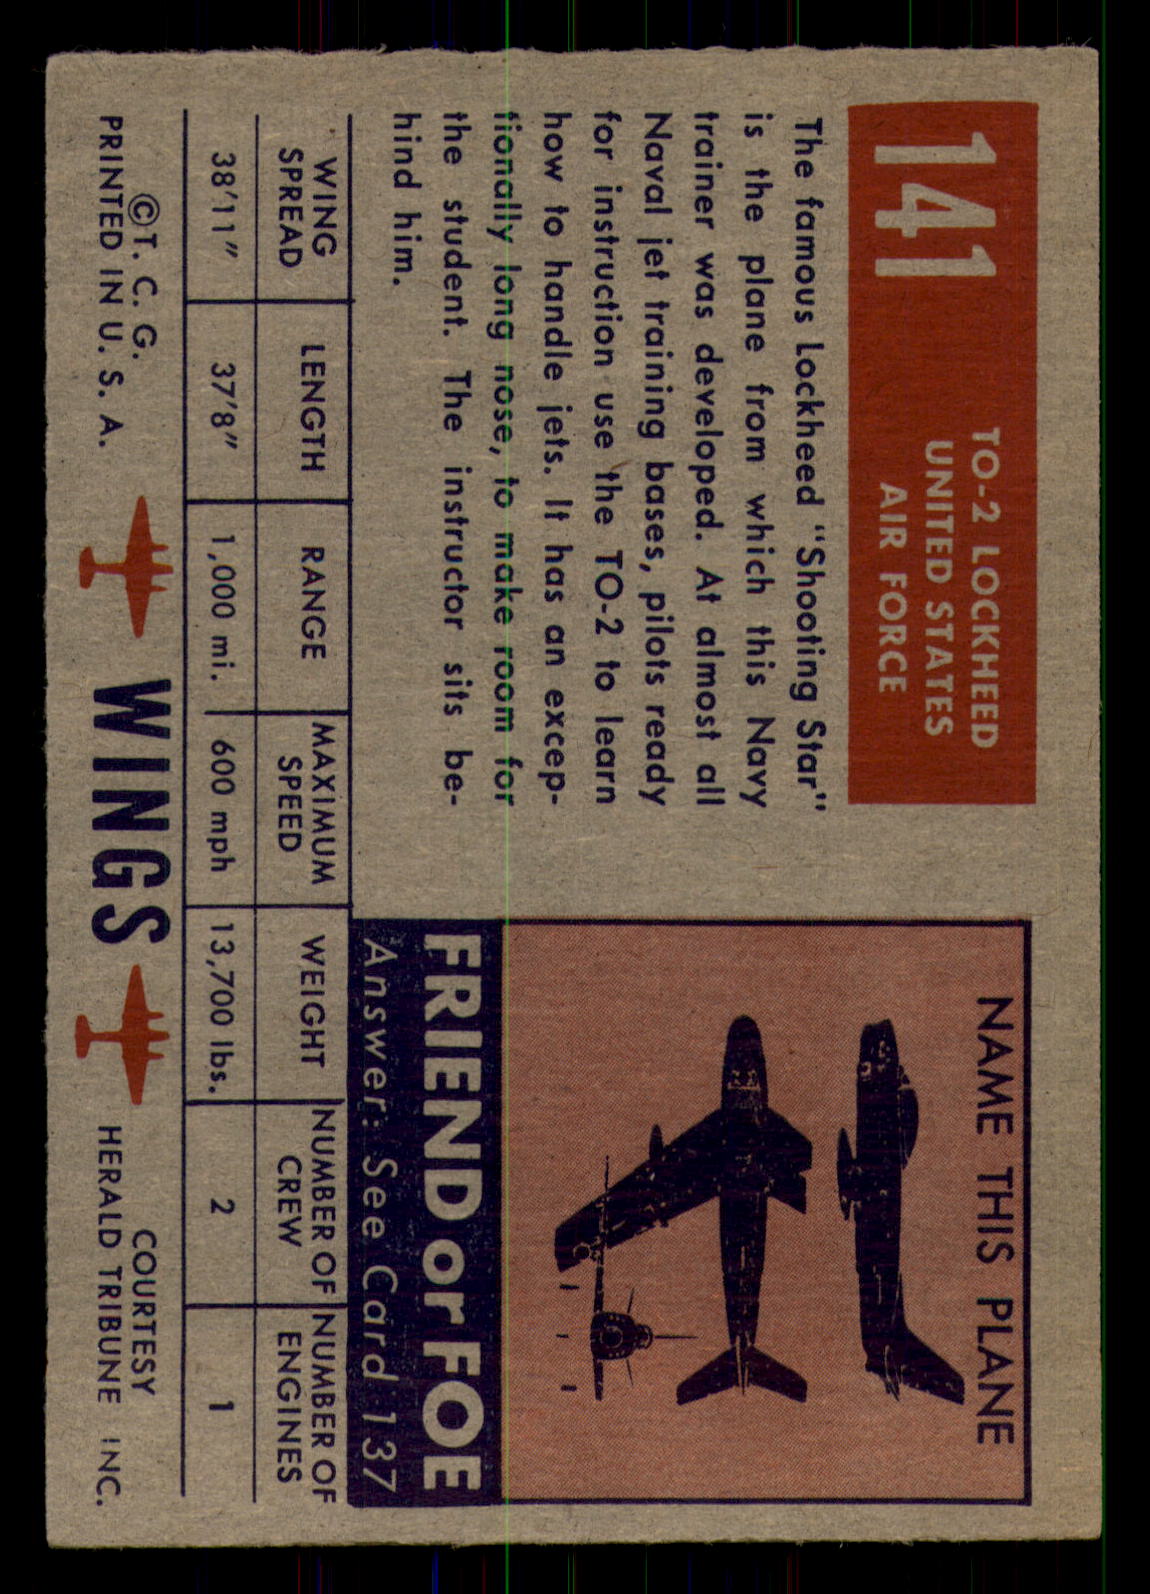 141
TO-2 LOCKHEED
UNITED STATES
AIR FORCE
The famous Lockheed "Shooting Star"
is the plane from which this Navy
trainer was developed. At almost all
Naval jet training bases, pilots ready
for instruction use the TO-2 to learn
how to handle jets. It has an excep-
tionally long nose, to make room for
the student. The instructor sits be-
hind him.
NAME THIS PLANE
FRIEND or FOE
Answer: See Card 137
WING SPREAD LENGTH RANGE MAXIMUM SPEED WEIGHT NUMBER OF CREW NUMBER OF ENGINES
38'11" 37'8" 1,000 mi. 600 mph 13,700 lbs. 2 1
©T. C. G.
PRINTED IN U. S. A.
WINGS
COURTESY
HERALD TRIBUNE INC.